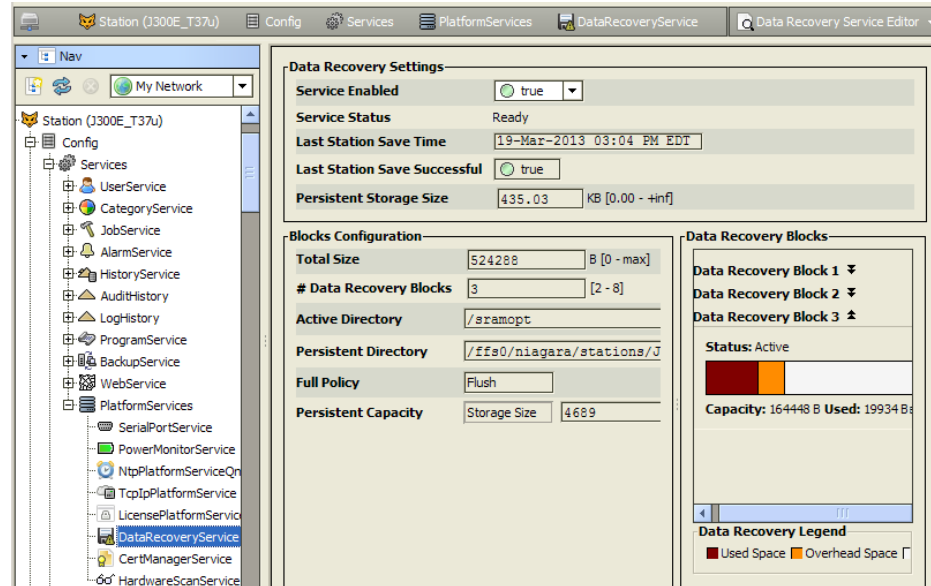 Station (J300E_T37u) Config Services PlatformServices DataRecoveryService Data Recovery Service Editor
Nav
My Network
Station (J300E_T37u)
Config
Services
UserService
CategoryService
JobService
AlarmService
HistoryService
AuditHistory
LogHistory
ProgramService
BackupService
WebService
PlatformServices
SerialPortService
PowerMonitorService
NtpPlatformServiceQn
TcpIpPlatformService
LicensePlatformService
DataRecoveryService
CertManagerService
HardwareScanService
Data Recovery Settings
Service Enabled true
Service Status Ready
Last Station Save Time 19-Mar-2013 03:04 PM EDT
Last Station Save Successful true
Persistent Storage Size 435.03 KB [0.00 - +inf]
Blocks Configuration
Total Size 524288 B [0 - max]
# Data Recovery Blocks 3 [2 - 8]
Active Directory /sramopt
Persistent Directory /ffs0/niagara/stations/J
Full Policy Flush
Persistent Capacity Storage Size 4689
Data Recovery Blocks
Data Recovery Block 1
Data Recovery Block 2
Data Recovery Block 3
Status: Active
Capacity: 164448 B Used: 19934 B
Data Recovery Legend
Used Space Overhead Space